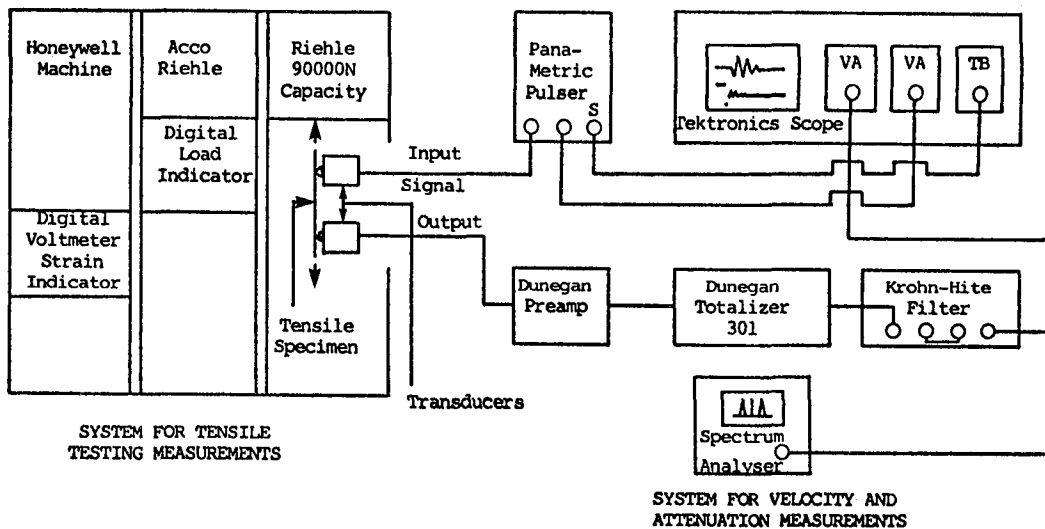 Honeywell
Machine
Acco
Riehle
Riehle
90000N
Capacity
Digital
Load
Indicator
Digital
Voltmeter
Strain
Indicator
Tensile
Specimen
Transducers
Input
Signal
Output
Pana-
Metric
Pulser
S
VA
VA
TB
Tektronics Scope
Dunegan
Preamp
Dunegan
Totalizer
301
Krohn-Hite
Filter
Spectrum
Analyser
SYSTEM FOR TENSILE
TESTING MEASUREMENTS
SYSTEM FOR VELOCITY AND
ATTENUATION MEASUREMENTS